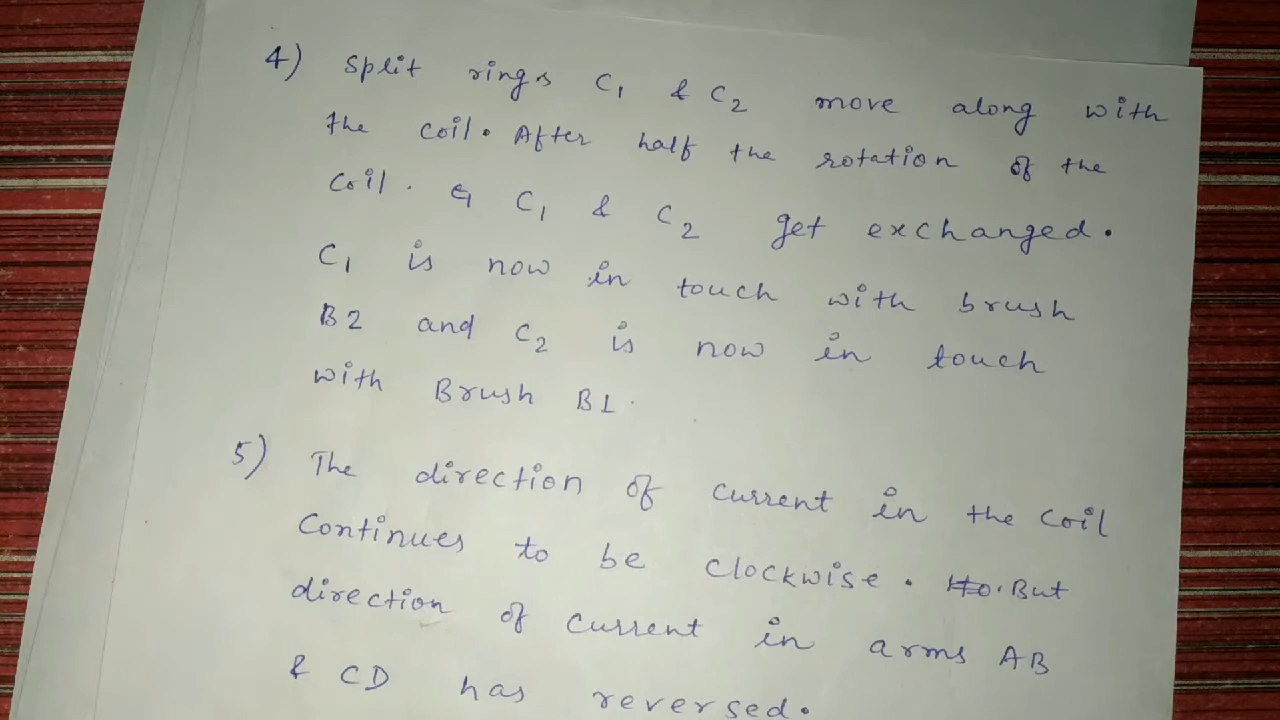 4) Split rings C1 & C2 move along with
the coil. After half the rotation of the
coil. C1 & C2 get exchanged.
C1 is now in touch with brush
B2 and C2 is now in touch
with Brush B1.
5) The direction of current in the coil
Continues to be clockwise. But
direction of current in arms AB
& CD has reversed.